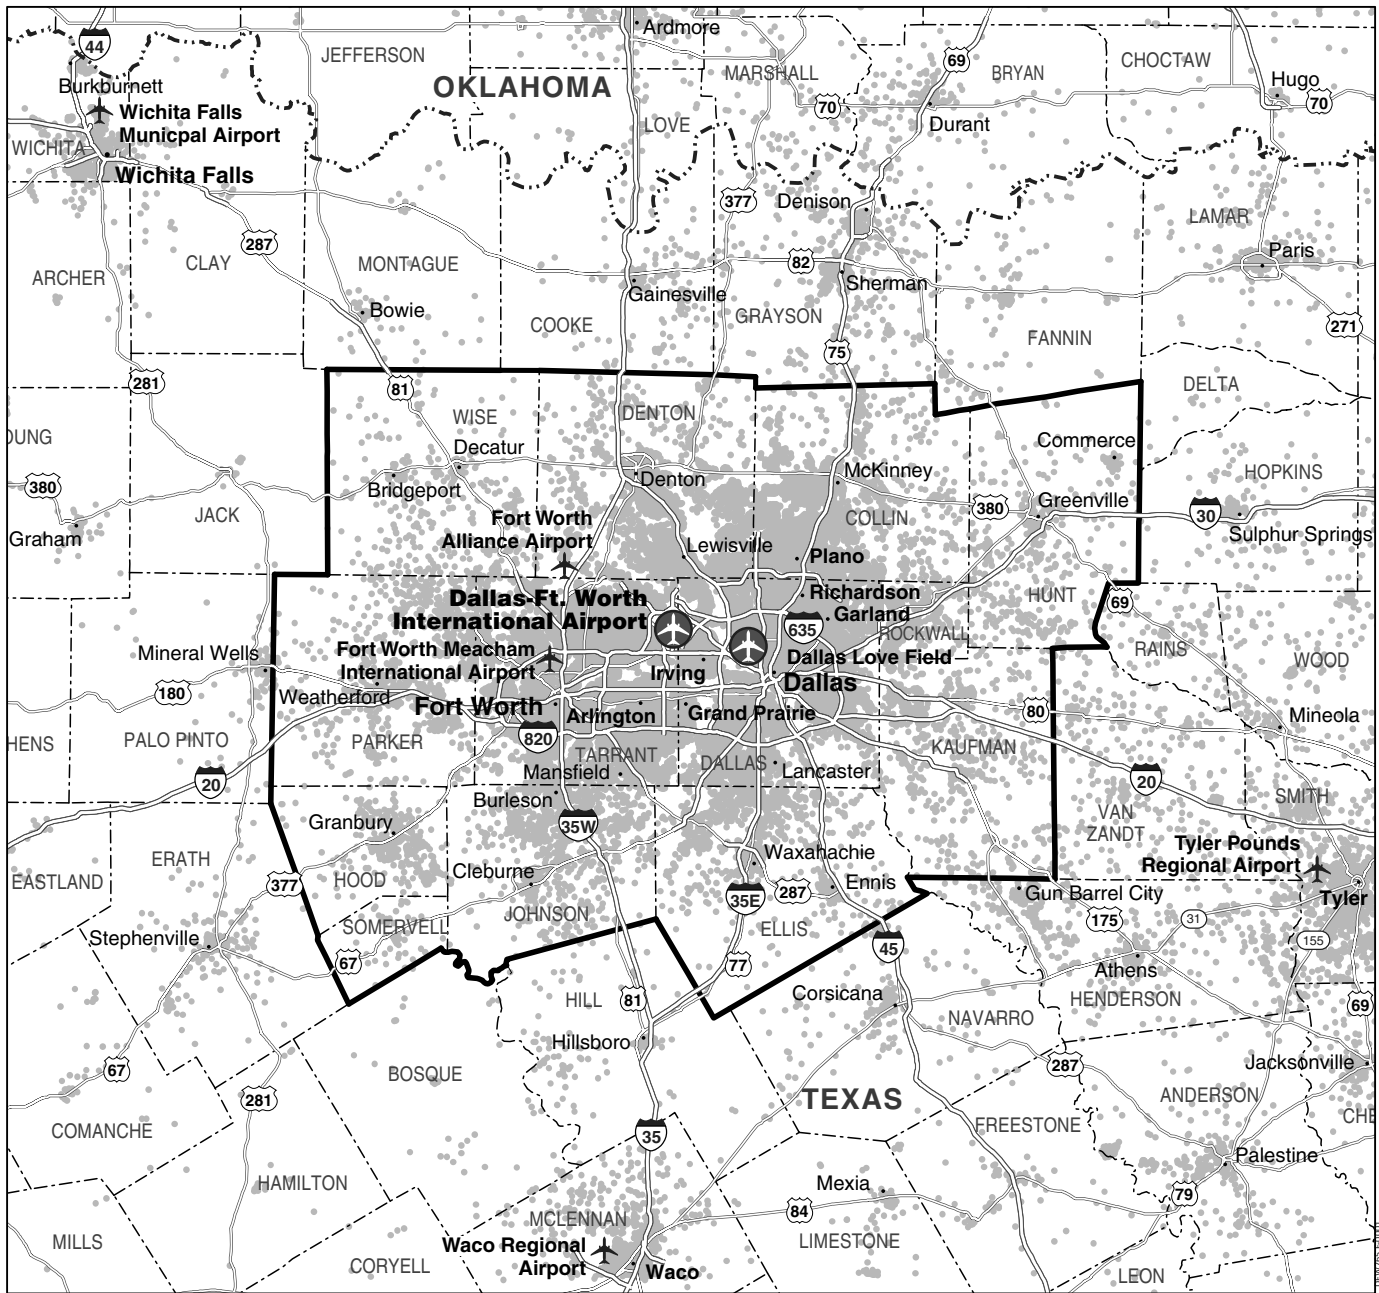 Ardmore
44
JEFFERSON
69
CHOCTAW
MARSHALL
BRYAN
OKLAHOMA
Burkburnett
Hugo
70
70
Wichita Falls
Municpal Airport
LOVE
Durant
WICHITA
Wichita Falls
377
Denison
LAMAR
287
Paris
82
CLAY
MONTAGUE
ARCHER
Sherman
Gainesville
Bowie
COOKE
GRAYSON
271
FANNIN
75
281
81
DELTA
WISE
DENTON
OUNG
Commerce
Decatur
McKinney
HOPKINS
380
Bridgeport
Denton
Greenville
380
JACK
COLLIN
30
Graham
Fort Worth
Alliance Airport
Sulphur Springs
Lewisville
Plano
Dallas-Ft. Worth
International Airport
Richardson
Garland
HUNT
69
635
ROCKWALL
Fort Worth Meacham
International Airport
Mineral Wells
Dallas Love Field
RAINS
WOOD
Irving
Dallas
180
Weatherford
Fort Worth
Arlington
Grand Prairie
80
Mineola
HENS
PALO PINTO
PARKER
820
TARRANT
DALLAS
KAUFMAN
Mansfield
Lancaster
20
20
Burleson
SMITH
VAN
ZANDT
Granbury
35W
Tyler Pounds
Regional Airport
ERATH
Waxahachie
EASTLAND
377
HOOD
Cleburne
35E
287
Ennis
Gun Barrel City
Tyler
JOHNSON
ELLIS
175
31
SOMERVELL
Stephenville
67
77
45
155
Athens
HILL
81
Corsicana
HENDERSON
69
NAVARRO
Hillsboro
67
BOSQUE
287
Jacksonville
281
TEXAS
ANDERSON
COMANCHE
35
FREESTONE
CHE
Palestine
HAMILTON
Mexia
79
84
MCLENNAN
MILLS
Waco Regional
Airport
LIMESTONE
CORYELL
Waco
LEON